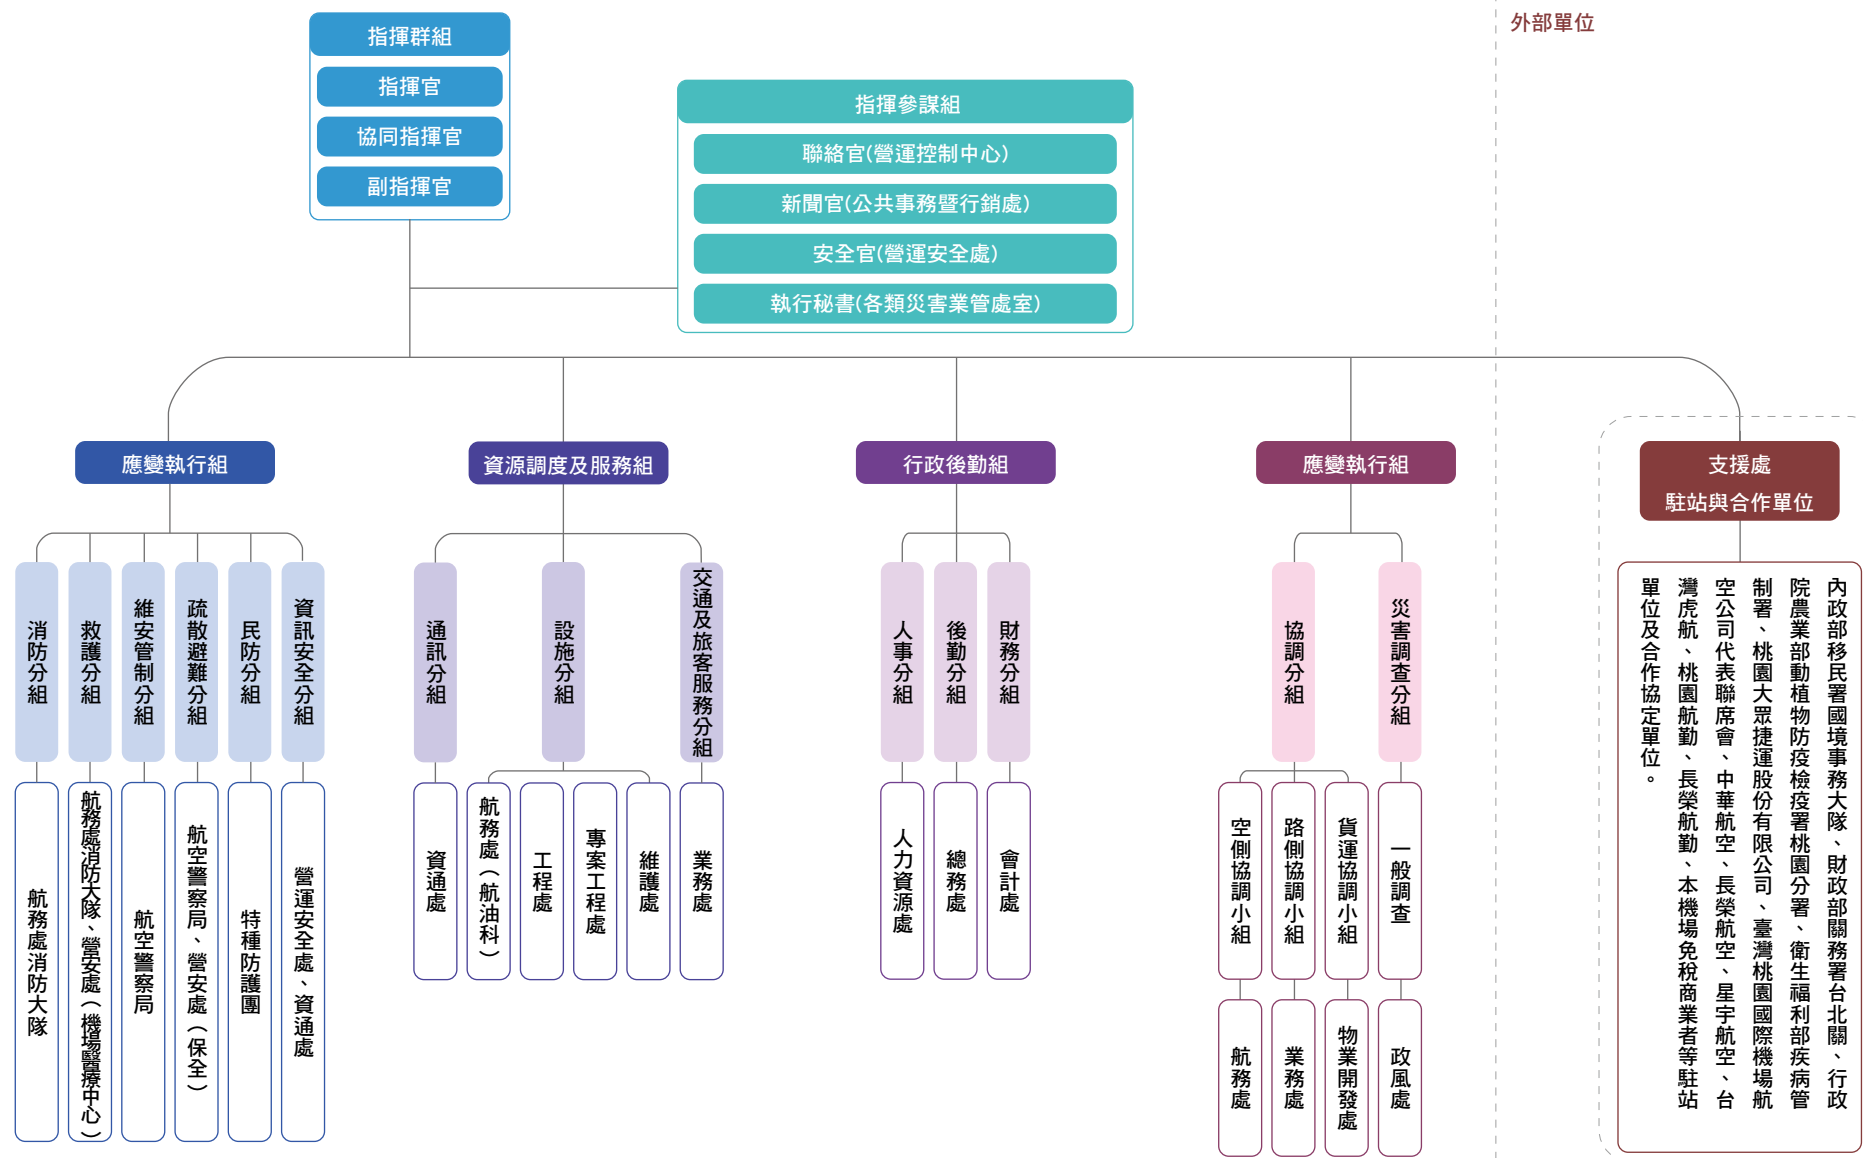 外部單位
指揮群組
指揮官
協同指揮官
副指揮官
指揮參謀組
聯絡官(營運控制中心)
新聞官(公共事務暨行銷處)
安全官(營運安全處)
執行秘書(各類災害業管處室)
應變執行組
資源調度及服務組
行政後勤組
應變執行組
支援處
駐站與合作單位
消防分組
救護分組
維安管制分組
疏散避難分組
民防分組
資訊安全分組
通訊分組
設施分組
交通及旅客服務分組
人事分組
後勤分組
財務分組
協調分組
災害調查分組
航務處消防大隊
航務處消防大隊、營安處（機場醫療中心）
航空警察局
航空警察局、營安處（保全）
特種防護團
營運安全處、資通處
資通處
航務處（航油科）
工程處
專案工程處
維護處
業務處
人力資源處
總務處
會計處
空側協調小組
路側協調小組
貨運協調小組
一般調查
航務處
業務處
物業開發處
政風處
內政部移民署國境事務大隊、財政部關務署台北關、行政
院農業部動植物防疫檢疫署桃園分署、衛生福利部疾病管
制署、桃園大眾捷運股份有限公司、臺灣桃園國際機場航
空公司代表聯席會、中華航空、長榮航空、星宇航空、台
灣虎航、桃園航勤、長榮航勤、本機場免稅商業者等駐站
單位及合作協定單位。